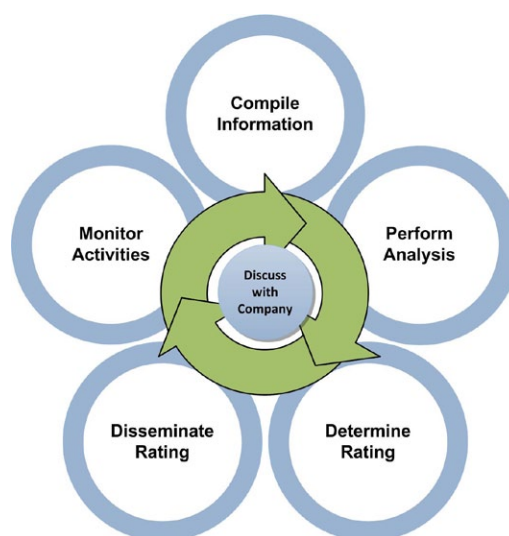 Compile
Information
Perform
Analysis
Determine
Rating
Disseminate
Rating
Monitor
Activities
Discuss
with
Company